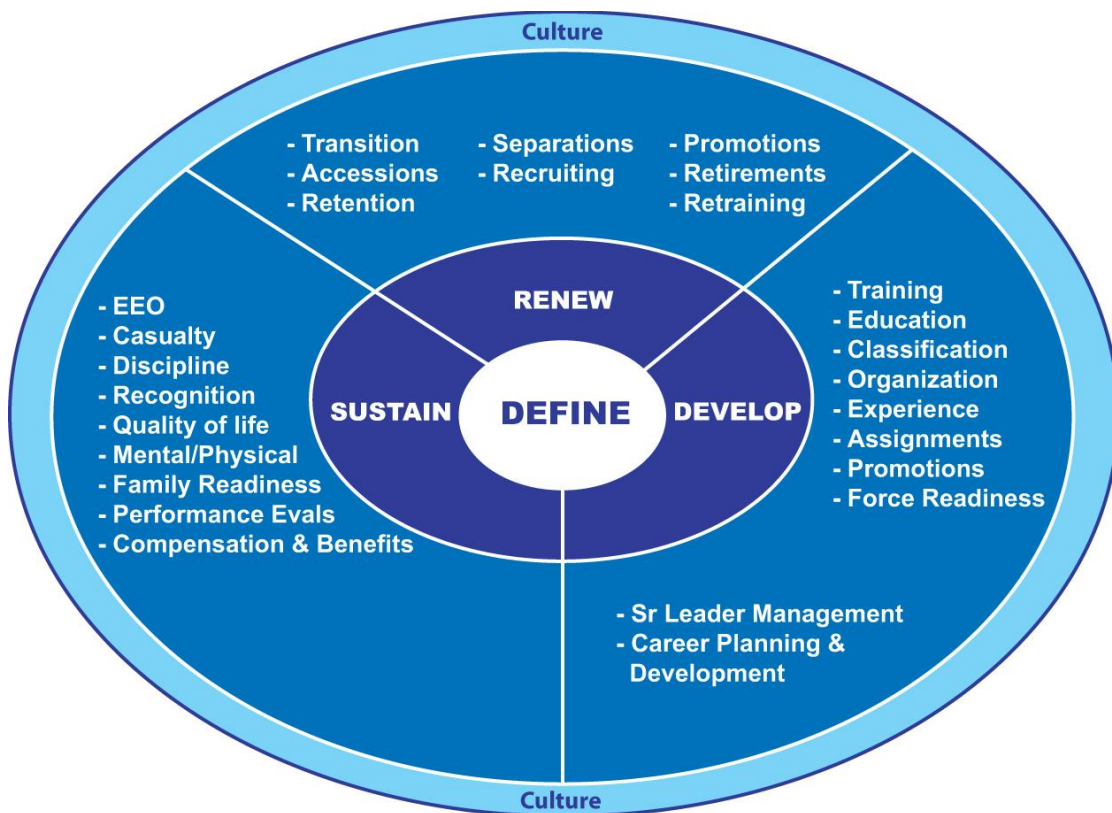 Culture
- Transition
- Accessions
- Retention
- Separations
- Recruiting
- Promotions
- Retirements
- Retraining
RENEW
- EEO
- Casualty
- Discipline
- Recognition
- Quality of life
- Mental/Physical
- Family Readiness
- Performance Evals
- Compensation & Benefits
SUSTAIN
DEFINE
DEVELOP
- Training
- Education
- Classification
- Organization
- Experience
- Assignments
- Promotions
- Force Readiness
- Sr Leader Management
- Career Planning &
Development
Culture